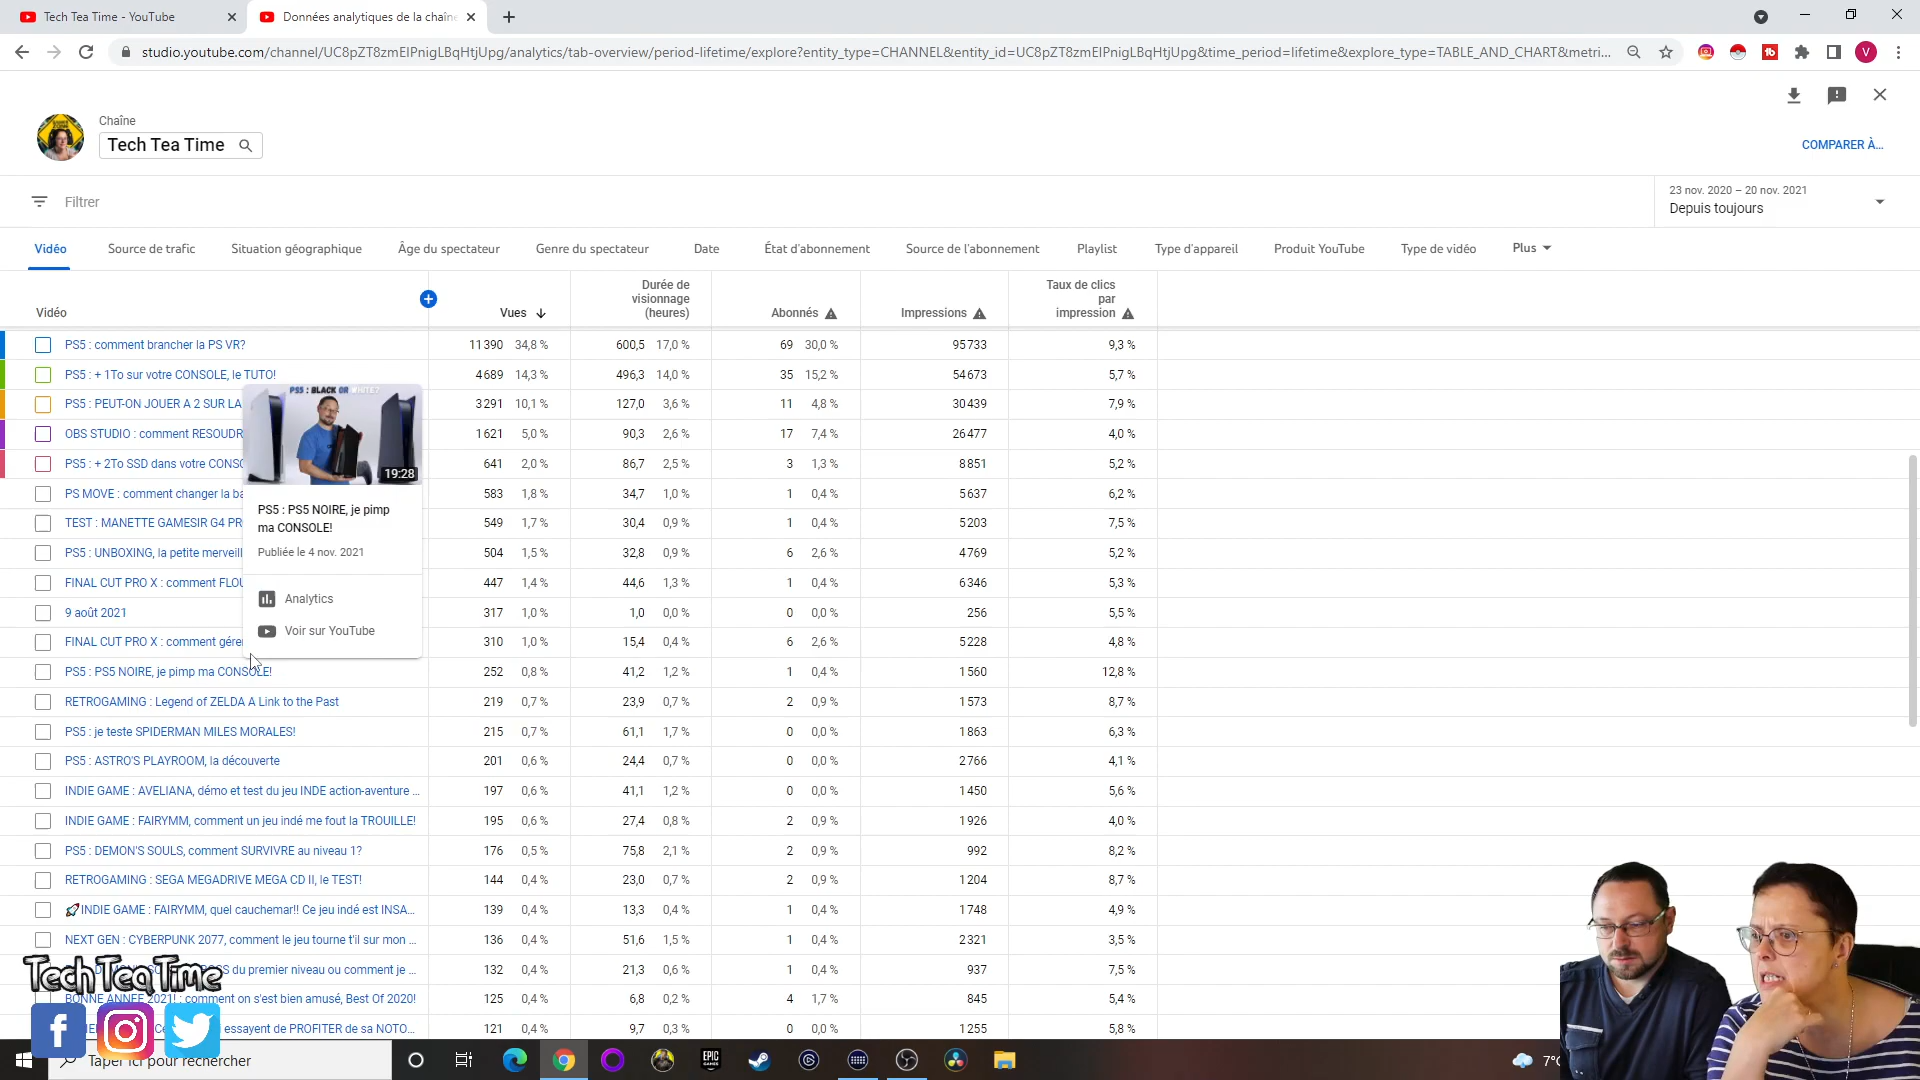 Tech Tea Time - YouTube
Données analytiques de la chaîne
studio.youtube.com/channel/UC8pZT8zmEIPnigLBqHtjUpg/analytics/tab-overview/period-lifetime/explore?entity_type=CHANNEL&entity_id=UC8pZT8zmEIPnigLBqHtjUpg&time_period=lifetime&explore_type=TABLE_AND_CHART&metri...
V
Chaîne
Tech Tea Time
COMPARER À...
Filtrer
23 nov. 2020 – 20 nov. 2021
Depuis toujours
Vidéo Source de trafic Situation géographique Âge du spectateur Genre du spectateur Date État d'abonnement Source de l'abonnement Playlist Type d'appareil Produit YouTube Type de vidéo Plus
Vidéo Vues Durée de visionnage (heures) Abonnés Impressions Taux de clics par impression
PS5 : comment brancher la PS VR? 11 390 34,8 % 600,5 17,0 % 69 30,0 % 95 733 9,3 %
PS5 : + 1To sur votre CONSOLE, le TUTO! 4 689 14,3 % 496,3 14,0 % 35 15,2 % 54 673 5,7 %
PS5 : PEUT-ON JOUER A 2 SUR LA 3 291 10,1 % 127,0 3,6 % 11 4,8 % 30 439 7,9 %
OBS STUDIO : comment RESOUDR 1 621 5,0 % 90,3 2,6 % 17 7,4 % 26 477 4,0 %
PS5 : + 2To SSD dans votre CONSO 641 2,0 % 86,7 2,5 % 3 1,3 % 8 851 5,2 %
PS MOVE : comment changer la ba 583 1,8 % 34,7 1,0 % 1 0,4 % 5 637 6,2 %
TEST : MANETTE GAMESIR G4 PR 549 1,7 % 30,4 0,9 % 1 0,4 % 5 203 7,5 %
PS5 : UNBOXING, la petite merveill 504 1,5 % 32,8 0,9 % 6 2,6 % 4 769 5,2 %
FINAL CUT PRO X : comment FLOU 447 1,4 % 44,6 1,3 % 1 0,4 % 6 346 5,3 %
9 août 2021 317 1,0 % 1,0 0,0 % 0 0,0 % 256 5,5 %
FINAL CUT PRO X : comment gérer 310 1,0 % 15,4 0,4 % 6 2,6 % 5 228 4,8 %
PS5 : BLACK OR WHITE?
19:28
PS5 : PS5 NOIRE, je pimp
ma CONSOLE!
Publiée le 4 nov. 2021
Analytics
Voir sur YouTube
PS5 : PS5 NOIRE, je pimp ma CONSOLE! 252 0,8 % 41,2 1,2 % 1 0,4 % 1 560 12,8 %
RETROGAMING : Legend of ZELDA A Link to the Past 219 0,7 % 23,9 0,7 % 2 0,9 % 1 573 8,7 %
PS5 : je teste SPIDERMAN MILES MORALES! 215 0,7 % 61,1 1,7 % 0 0,0 % 1 863 6,3 %
PS5 : ASTRO'S PLAYROOM, la découverte 201 0,6 % 24,4 0,7 % 0 0,0 % 2 766 4,1 %
INDIE GAME : AVELIANA, démo et test du jeu INDE action-aventure ... 197 0,6 % 41,1 1,2 % 0 0,0 % 1 450 5,6 %
INDIE GAME : FAIRYMM, comment un jeu indé me fout la TROUILLE! 195 0,6 % 27,4 0,8 % 2 0,9 % 1 926 4,0 %
PS5 : DEMON'S SOULS, comment SURVIVRE au niveau 1? 176 0,5 % 75,8 2,1 % 2 0,9 % 992 8,2 %
RETROGAMING : SEGA MEGADRIVE MEGA CD II, le TEST! 144 0,4 % 23,0 0,7 % 2 0,9 % 1 204 8,7 %
🚀INDIE GAME : FAIRYMM, quel cauchemar!! Ce jeu indé est INSA... 139 0,4 % 13,3 0,4 % 1 0,4 % 1 748 4,9 %
NEXT GEN : CYBERPUNK 2077, comment le jeu tourne t'il sur mon ... 136 0,4 % 51,6 1,5 % 1 0,4 % 2 321 3,5 %
du premier niveau ou comment je ... 132 0,4 % 21,3 0,6 % 1 0,4 % 937 7,5 %
BONNE ANNEE 2021! : comment on s'est bien amusé, Best Of 2020! 125 0,4 % 6,8 0,2 % 4 1,7 % 845 5,4 %
essayent de PROFITER de sa NOTO... 121 0,4 % 9,7 0,3 % 0 0,0 % 1 255 5,8 %
Tech Tea Time
Taper ici pour rechercher
EPIC GAMES
7°C